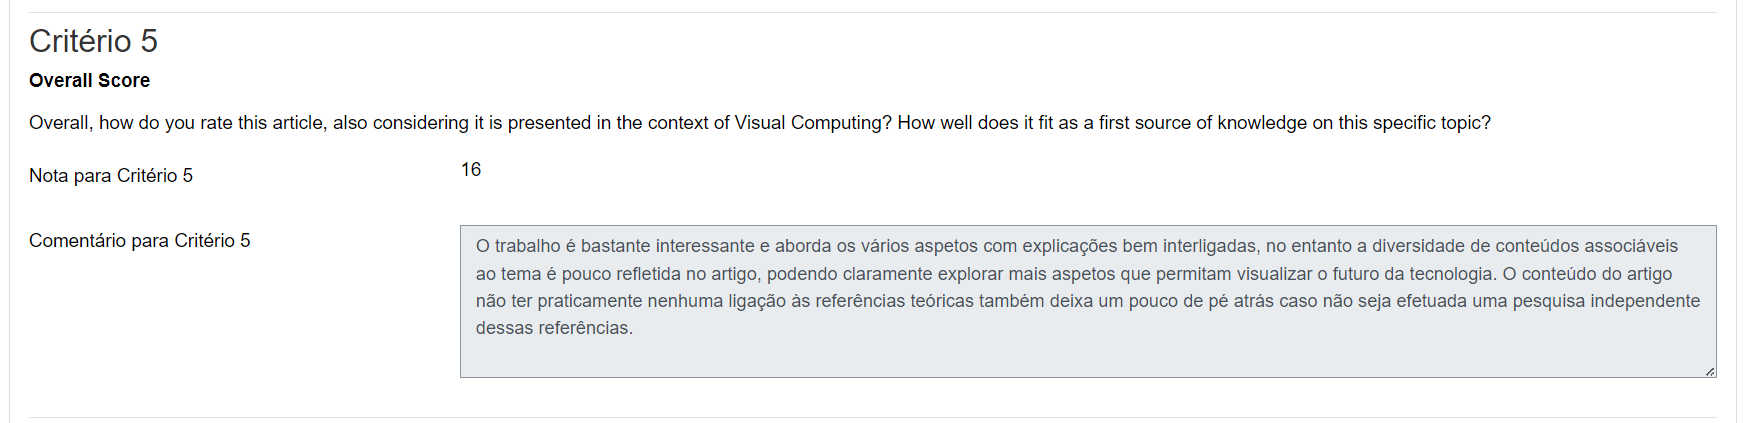 Critério 5
Overall Score
Overall, how do you rate this article, also considering it is presented in the context of Visual Computing? How well does it fit as a first source of knowledge on this specific topic?
Nota para Critério 5
16
Comentário para Critério 5
O trabalho é bastante interessante e aborda os vários aspetos com explicações bem interligadas, no entanto a diversidade de conteúdos associáveis
ao tema é pouco refletida no artigo, podendo claramente explorar mais aspetos que permitam visualizar o futuro da tecnologia. O conteúdo do artigo
não ter praticamente nenhuma ligação às referências teóricas também deixa um pouco de pé atrás caso não seja efetuada uma pesquisa independente
dessas referências.